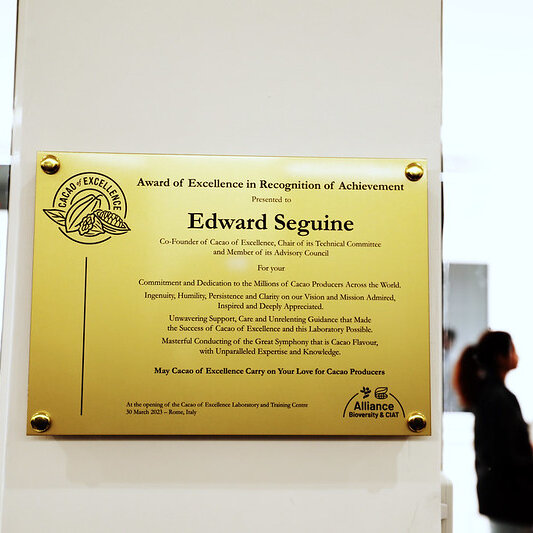 CACAO of EXCELLENCE
Award of Excellence in Recognition of Achievement
Presented to
Edward Seguine
Co-Founder of Cacao of Excellence, Chair of its Technical Committee
and Member of its Advisory Council
For your
Commitment and Dedication to the Millions of Cacao Producers Across the World.
Ingenuity, Humility, Persistence and Clarity on our Vision and Mission Admired,
Inspired and Deeply Appreciated.
Unwavering Support, Care and Unrelenting Guidance that Made
the Success of Cacao of Excellence and this Laboratory Possible.
Masterful Conducting of the Great Symphony that is Cacao Flavour,
with Unparalleled Expertise and Knowledge.
May Cacao of Excellence Carry on Your Love for Cacao Producers
At the opening of the Cacao of Excellence Laboratory and Training Centre
30 March 2023 – Rome, Italy
Alliance
Bioversity & CIAT